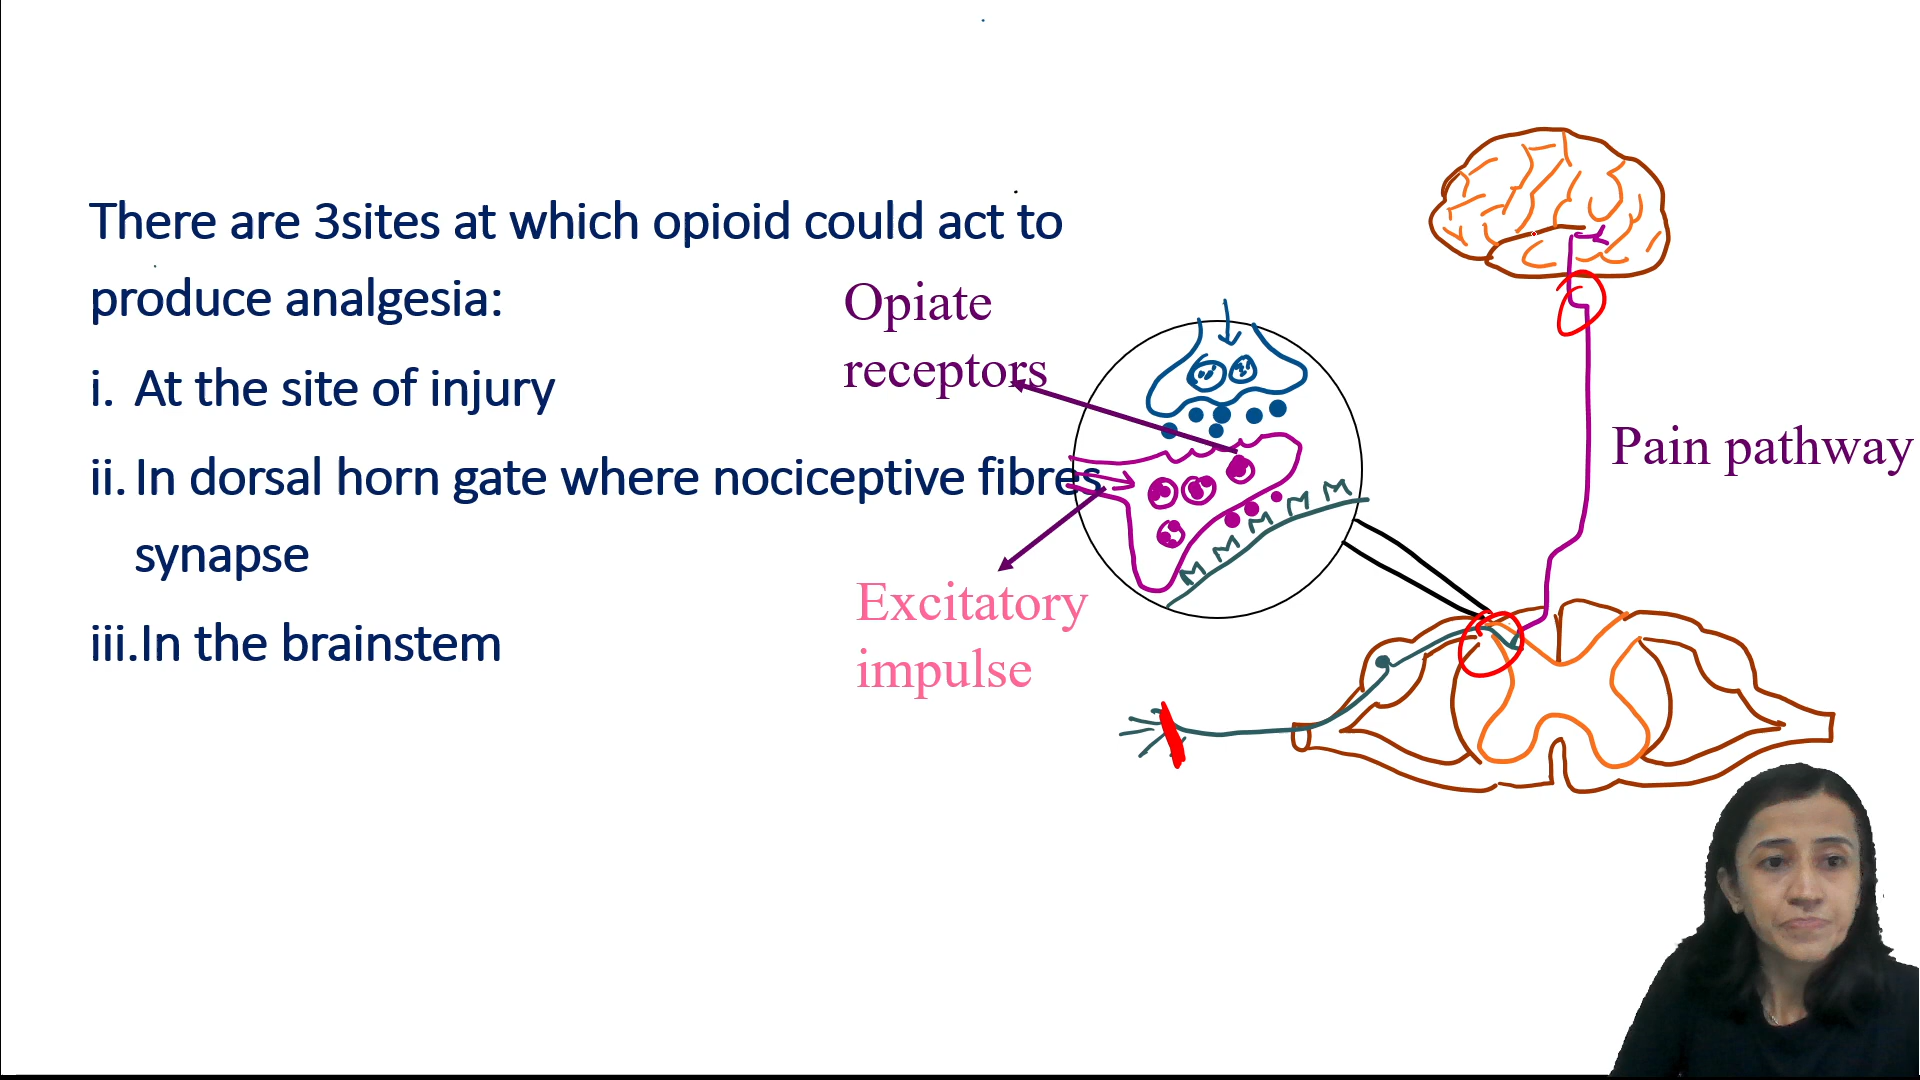 There are 3sites at which opioid could act to
produce analgesia:
i. At the site of injury
ii. In dorsal horn gate where nociceptive fibres
synapse
iii.In the brainstem
Opiate
receptors
Excitatory
impulse
Pain pathway